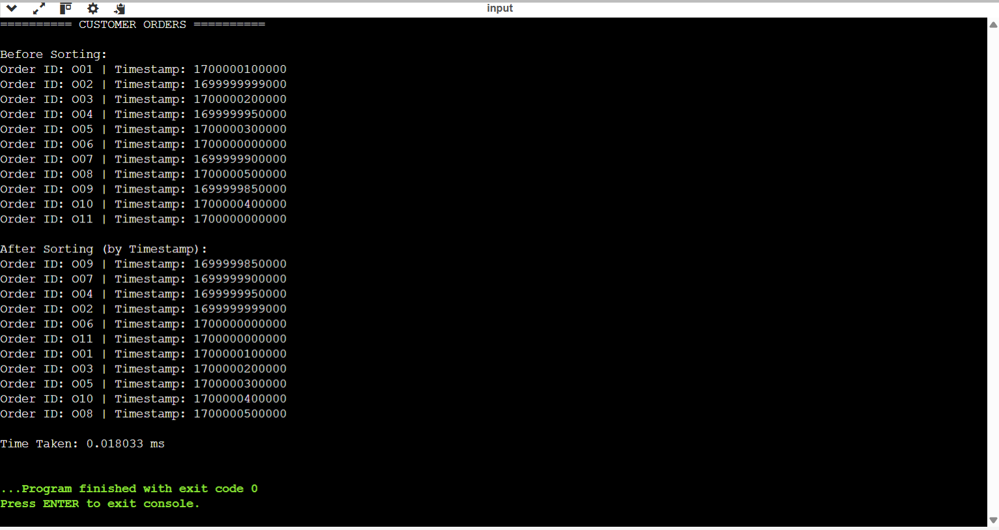 input
========== CUSTOMER ORDERS ==========
Before Sorting:
Order ID: O01 | Timestamp: 1700000100000
Order ID: O02 | Timestamp: 1699999999000
Order ID: O03 | Timestamp: 1700000200000
Order ID: O04 | Timestamp: 1699999950000
Order ID: O05 | Timestamp: 1700000300000
Order ID: O06 | Timestamp: 1700000000000
Order ID: O07 | Timestamp: 1699999900000
Order ID: O08 | Timestamp: 1700000500000
Order ID: O09 | Timestamp: 1699999850000
Order ID: O10 | Timestamp: 1700000400000
Order ID: O11 | Timestamp: 1700000000000
After Sorting (by Timestamp):
Order ID: O09 | Timestamp: 1699999850000
Order ID: O07 | Timestamp: 1699999900000
Order ID: O04 | Timestamp: 1699999950000
Order ID: O02 | Timestamp: 1699999999000
Order ID: O06 | Timestamp: 1700000000000
Order ID: O11 | Timestamp: 1700000000000
Order ID: O01 | Timestamp: 1700000100000
Order ID: O03 | Timestamp: 1700000200000
Order ID: O05 | Timestamp: 1700000300000
Order ID: O10 | Timestamp: 1700000400000
Order ID: O08 | Timestamp: 1700000500000
Time Taken: 0.018033 ms
...Program finished with exit code 0
Press ENTER to exit console.